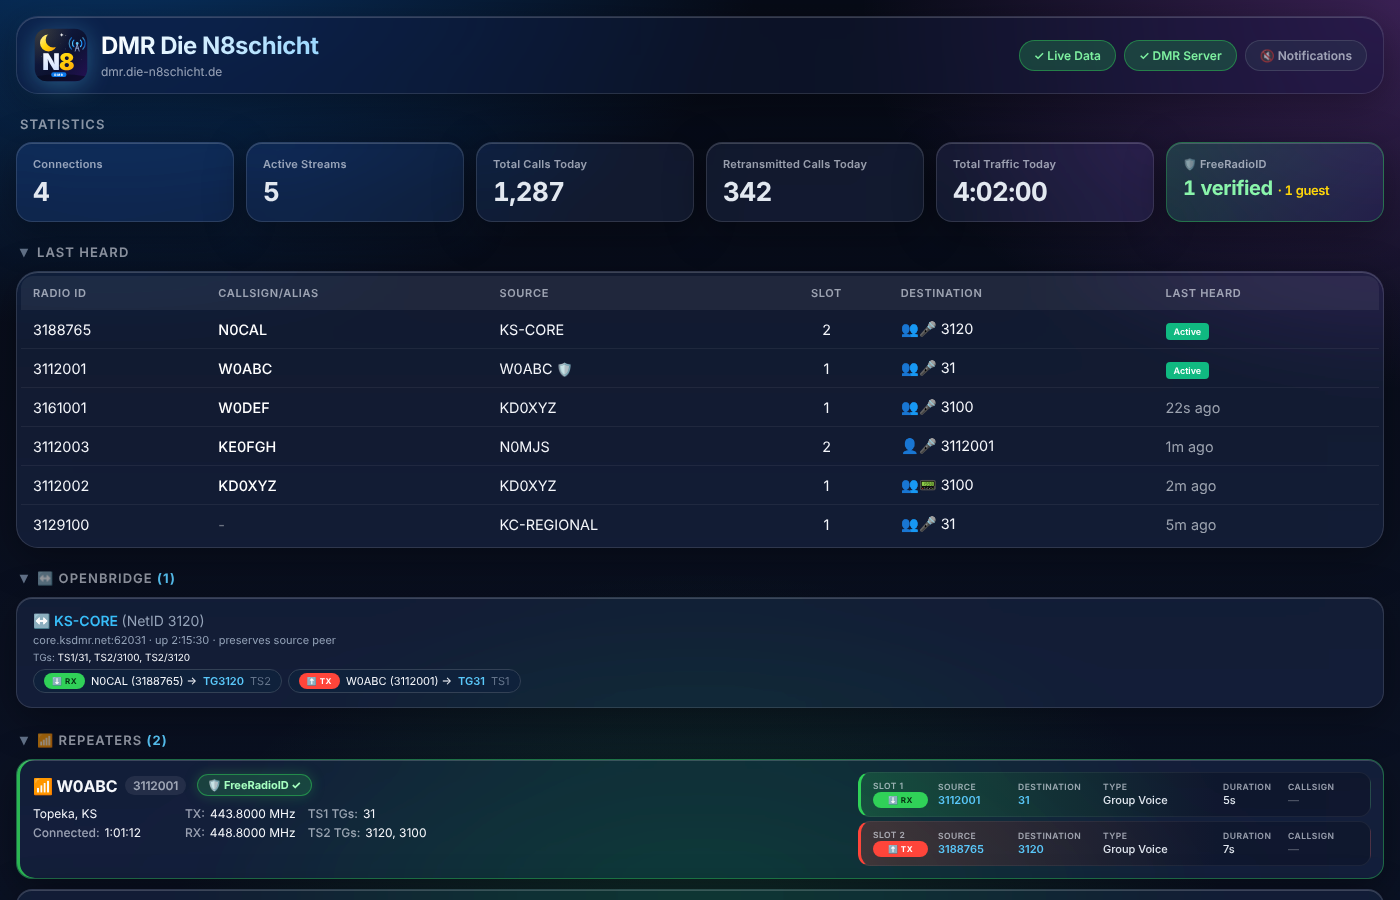 N8
DMR
DMR Die N8schicht
dmr.die-n8schicht.de
✓ Live Data
✓ DMR Server
🔇 Notifications
STATISTICS
Connections
4
Active Streams
5
Total Calls Today
1,287
Retransmitted Calls Today
342
Total Traffic Today
4:02:00
🛡️ FreeRadioID
1 verified · 1 guest
▼ LAST HEARD
RADIO ID CALLSIGN/ALIAS SOURCE SLOT DESTINATION LAST HEARD
3188765 N0CAL KS-CORE 2 👥🎤 3120 Active
3112001 W0ABC W0ABC 🛡️ 1 👥🎤 31 Active
3161001 W0DEF KD0XYZ 1 👥🎤 3100 22s ago
3112003 KE0FGH N0MJS 2 👤🎤 3112001 1m ago
3112002 KD0XYZ KD0XYZ 1 👥📟 3100 2m ago
3129100 - KC-REGIONAL 1 👥🎤 31 5m ago
▼ ↔️ OPENBRIDGE (1)
↔️ KS-CORE (NetID 3120)
core.ksdmr.net:62031 · up 2:15:30 · preserves source peer
TGs: TS1/31, TS2/3100, TS2/3120
⬇️ RX N0CAL (3188765) → TG3120 TS2
⬆️ TX W0ABC (3112001) → TG31 TS1
▼ 📶 REPEATERS (2)
📶 W0ABC 3112001 🛡️ FreeRadioID ✓
Topeka, KS TX: 443.8000 MHz TS1 TGs: 31
Connected: 1:01:12 RX: 448.8000 MHz TS2 TGs: 3120, 3100
SLOT 1 SOURCE DESTINATION TYPE DURATION CALLSIGN
⬇️ RX 3112001 31 Group Voice 5s —
SLOT 2 SOURCE DESTINATION TYPE DURATION CALLSIGN
⬆️ TX 3188765 3120 Group Voice 7s —